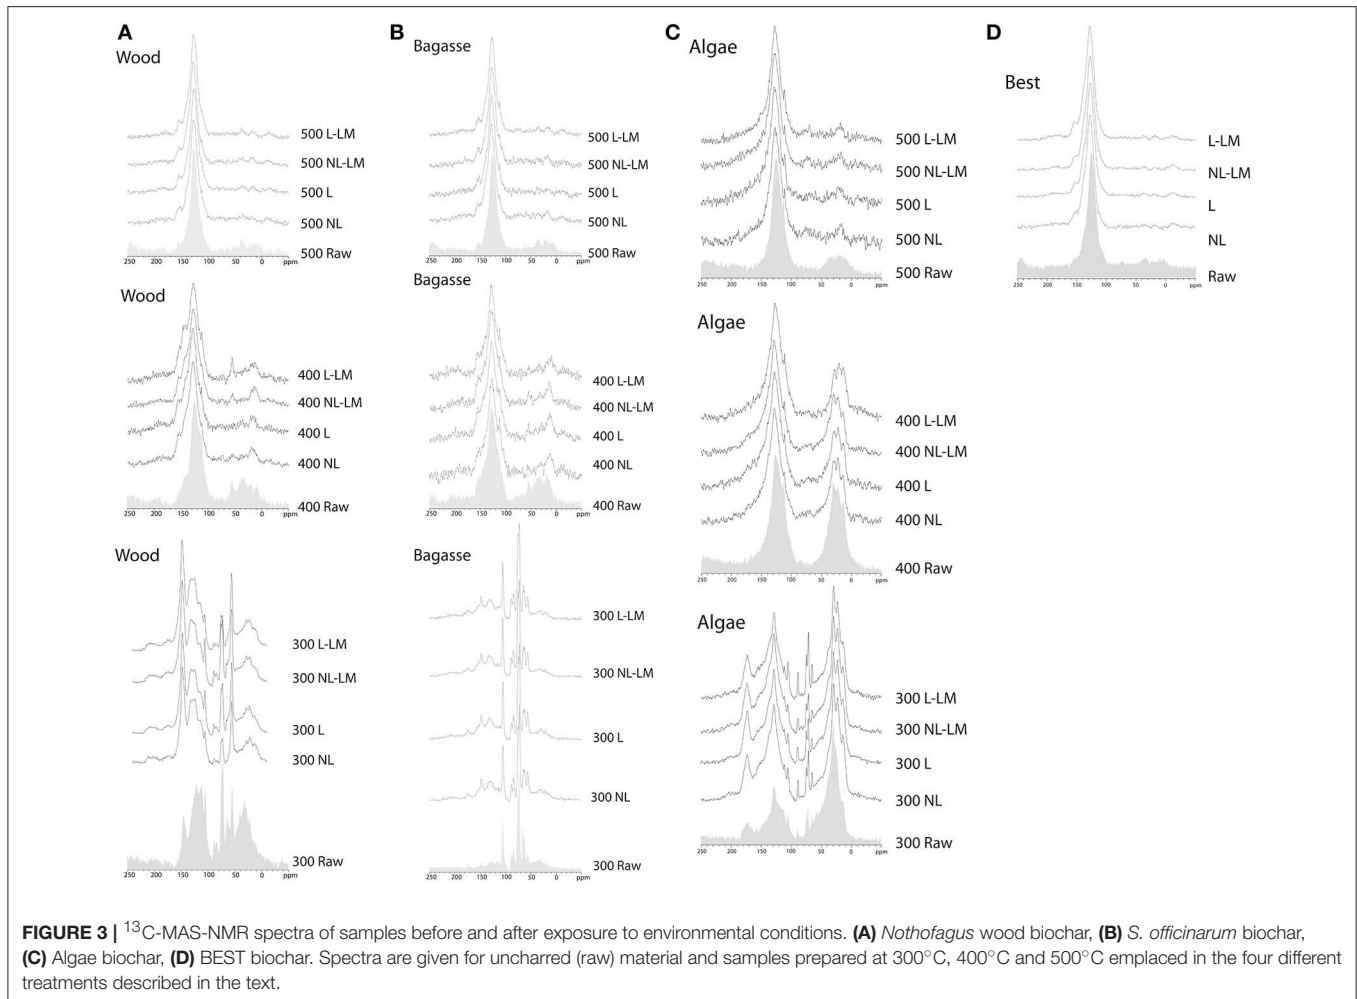 A
Wood
500 L-LM
500 NL-LM
500 L
500 NL
500 Raw
250 200 150 100 50 0 ppm
Wood
400 L-LM
400 NL-LM
400 L
400 NL
400 Raw
250 200 150 100 50 0 ppm
Wood
300 L-LM
300 NL-LM
300 L
300 NL
300 Raw
250 200 150 100 50 0 ppm
B
Bagasse
500 L-LM
500 NL-LM
500 L
500 NL
500 Raw
250 200 150 100 50 0 ppm
Bagasse
400 L-LM
400 NL-LM
400 L
400 NL
400 Raw
250 200 150 100 50 0 ppm
Bagasse
300 L-LM
300 NL-LM
300 L
300 NL
300 Raw
250 200 150 100 50 0 ppm
C
Algae
500 L-LM
500 NL-LM
500 L
500 NL
500 Raw
250 200 150 100 50 0 ppm
Algae
400 L-LM
400 NL-LM
400 L
400 NL
400 Raw
250 200 150 100 50 0 ppm
Algae
300 L-LM
300 NL-LM
300 L
300 NL
300 Raw
250 200 150 100 50 0 ppm
D
Best
L-LM
NL-LM
L
NL
Raw
250 200 150 100 50 0 ppm
FIGURE 3 | ¹³C-MAS-NMR spectra of samples before and after exposure to environmental conditions. (A) Nothofagus wood biochar, (B) S. officinarum biochar,
(C) Algae biochar, (D) BEST biochar. Spectra are given for uncharred (raw) material and samples prepared at 300°C, 400°C and 500°C emplaced in the four different
treatments described in the text.